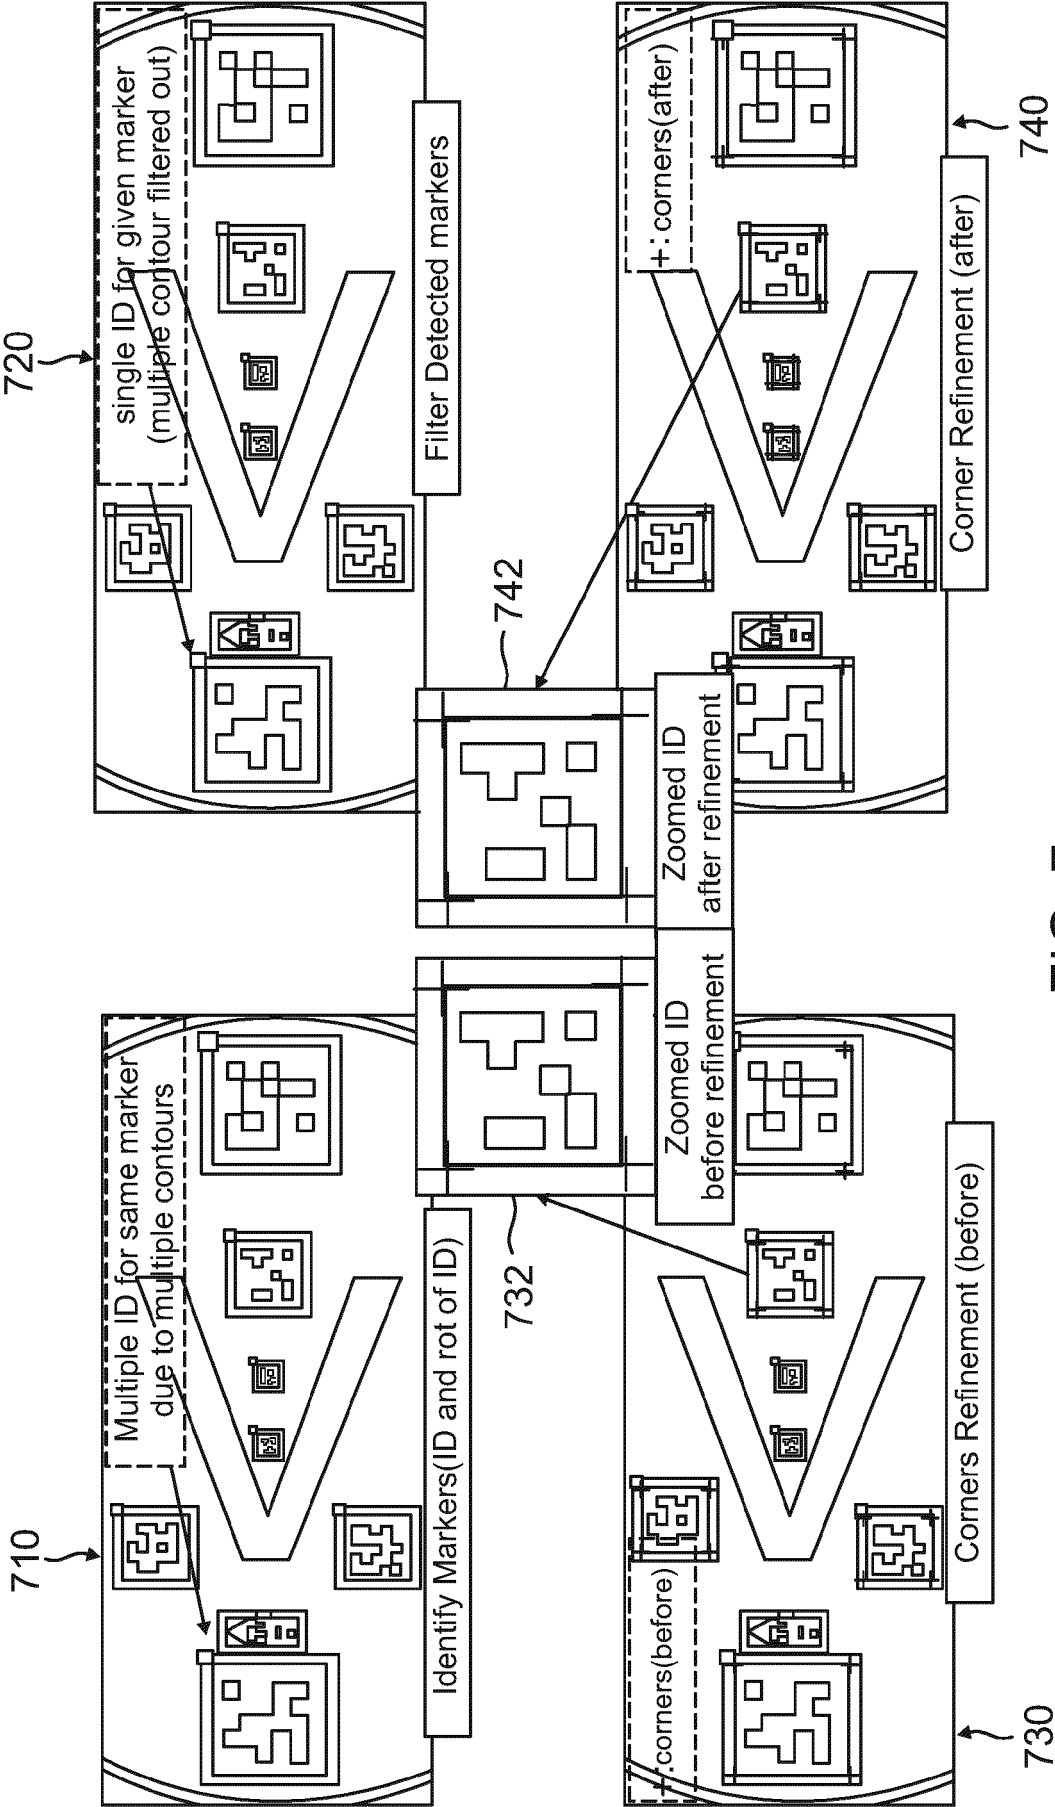 710
Multiple ID for same marker
due to multiple contours
Identify Markers(ID and rot of ID)
720
single ID for given marker
(multiple contour filtered out)
Filter Detected markers
732
Zoomed ID
before refinement
742
Zoomed ID
after refinement
+:corners(before)
Corners Refinement (before)
730
+: corners(after)
Corner Refinement (after)
740